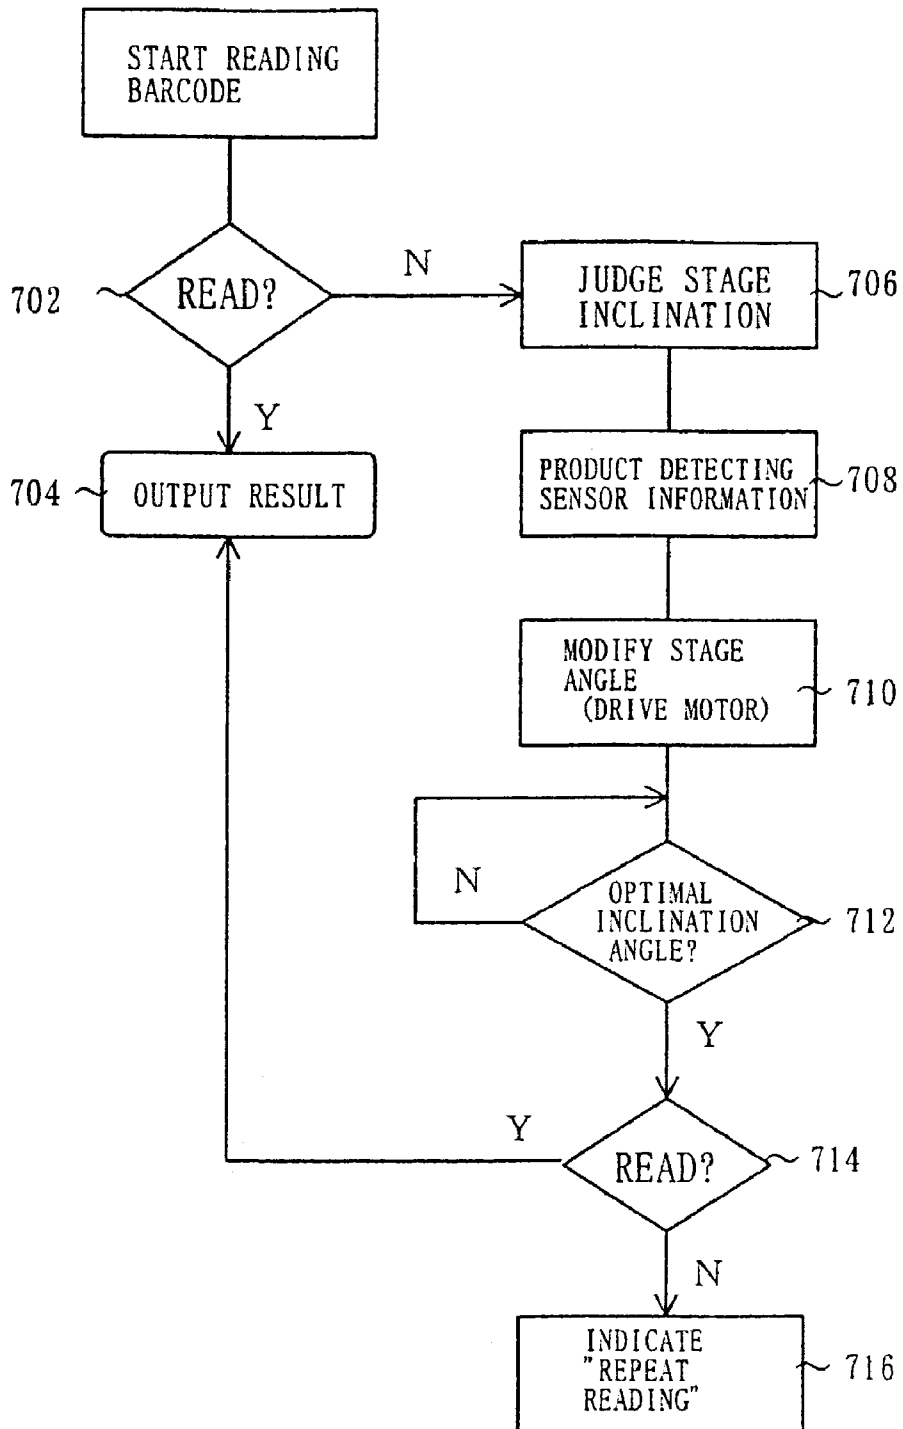 START READING
BARCODE
702
READ?
N
Y
JUDGE STAGE
INCLINATION
706
704
OUTPUT RESULT
PRODUCT DETECTING
SENSOR INFORMATION
708
MODIFY STAGE
ANGLE
(DRIVE MOTOR)
710
N
OPTIMAL
INCLINATION
ANGLE?
712
Y
Y
READ?
714
N
INDICATE
"REPEAT
READING"
716